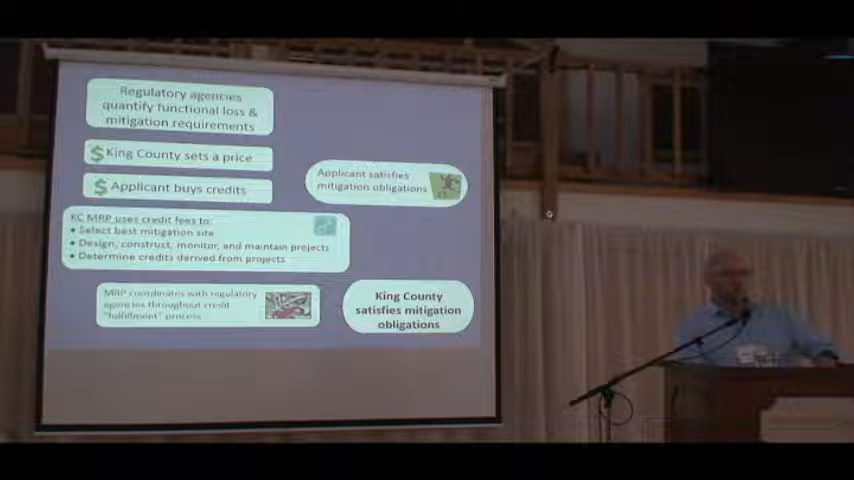 Regulatory agencies
quantify functional loss &
mitigation requirements
$ King County sets a price
$ Applicant buys credits
Applicant satisfies
mitigation obligations
KC MRP uses credit fees to:
• Select best mitigation site
• Design, construct, monitor, and maintain projects
• Determine credits derived from projects
MRP coordinates with regulatory
agencies throughout credit
"fulfillment" process
King County
satisfies mitigation
obligations